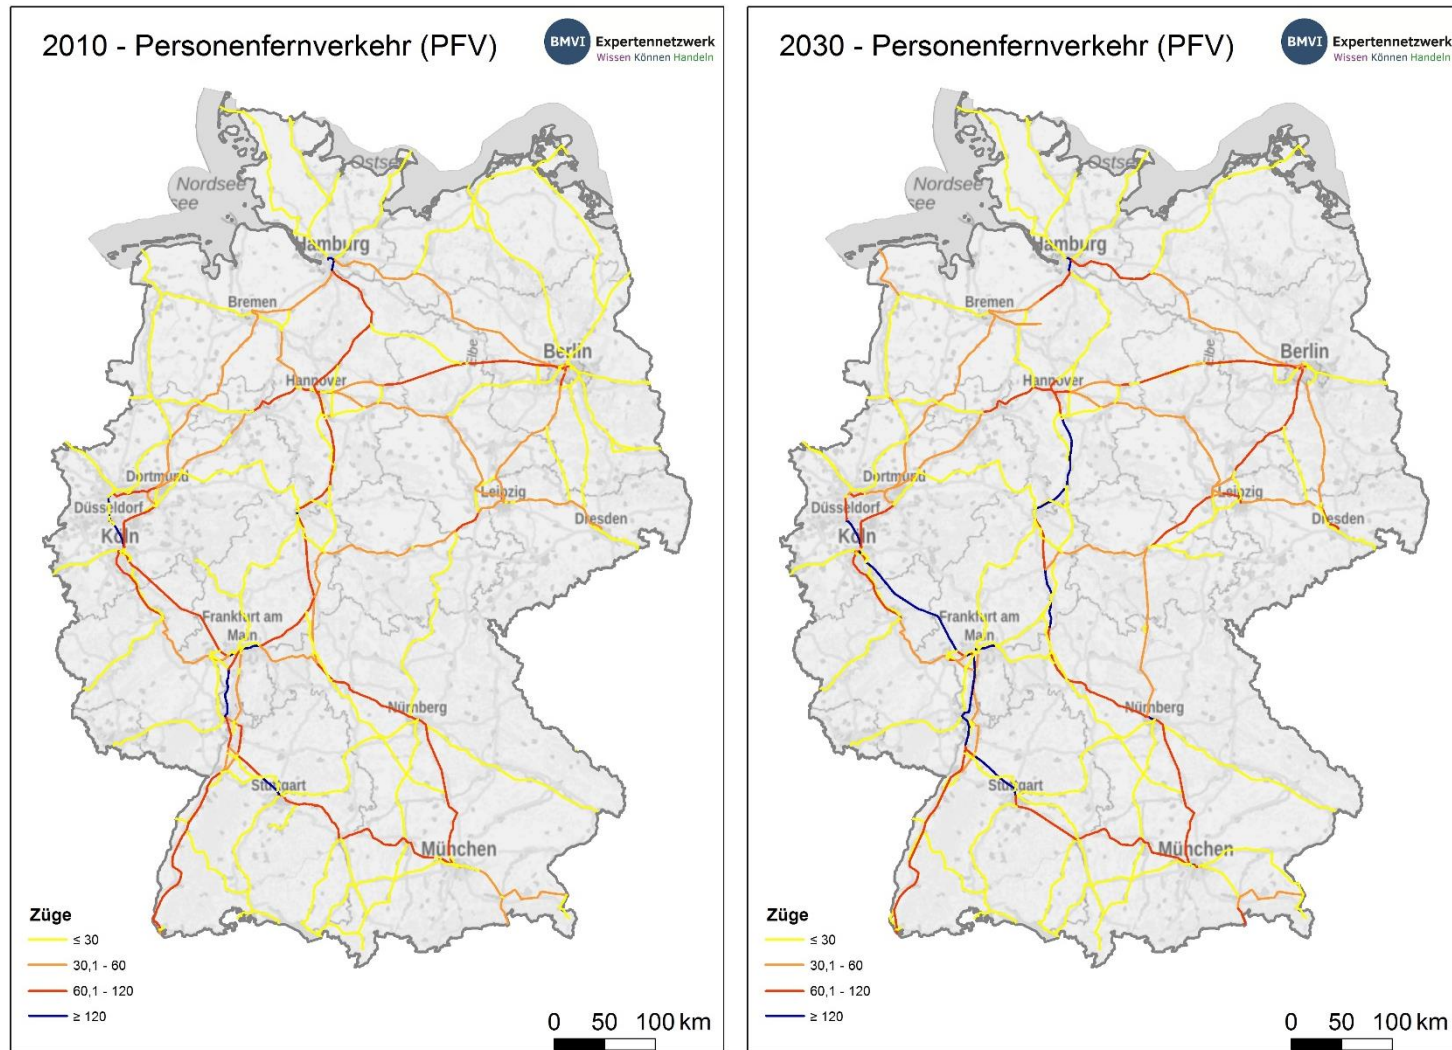 2010 - Personenfernverkehr (PFV)
BMVI Expertennetzwerk
Wissen Können Handeln
Ostsee
Nordsee
see
Hamburg
Bremen
Elbe
Berlin
Hannover
Dortmund
Düsseldorf
Leipzig
Köln
Dresden
Frankfurt am
Main
Nürnberg
Stuttgart
München
Züge
≤ 30
30,1 - 60
60,1 - 120
≥ 120
0 50 100 km
2030 - Personenfernverkehr (PFV)
BMVI Expertennetzwerk
Wissen Können Handeln
Ostsee
Nordsee
see
Hamburg
Bremen
Elbe
Berlin
Hannover
Dortmund
Düsseldorf
Leipzig
Köln
Dresden
Frankfurt am
Main
Nürnberg
Stuttgart
München
Züge
≤ 30
30,1 - 60
60,1 - 120
≥ 120
0 50 100 km